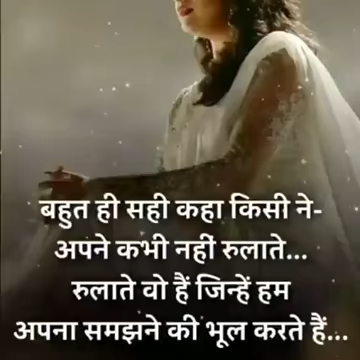 बहुत ही सही कहा किसी ने-
अपने कभी नहीं रुलाते...
रुलाते वो हैं जिन्हें हम
अपना समझने की भूल करते हैं...